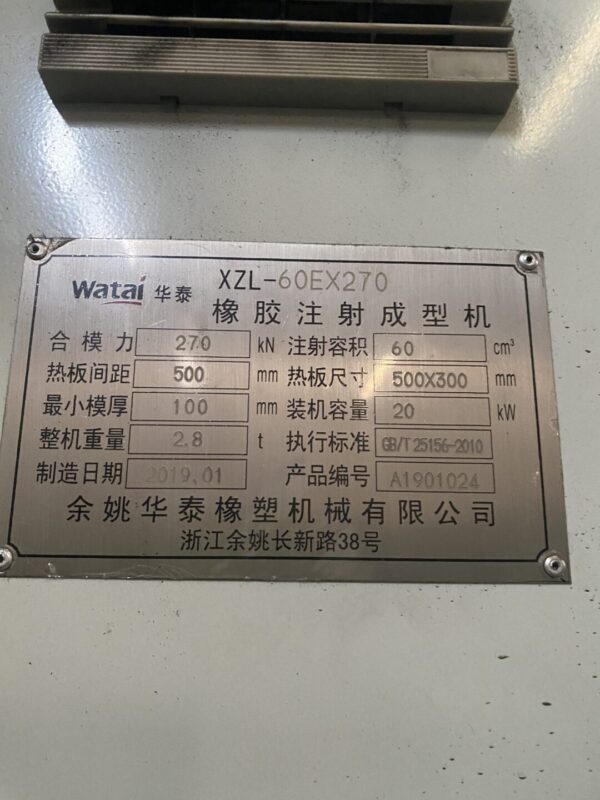 Watai 华泰 XZL-60EX270
橡胶注射成型机
合模力 270 kN 注射容积 60 cm³
热板间距 500 mm 热板尺寸 500X300 mm
最小模厚 100 mm 装机容量 20 kW
整机重量 2.8 t 执行标准 GB/T25156-2010
制造日期 2019.01 产品编号 A1901024
余姚华泰橡塑机械有限公司
浙江余姚长新路38号